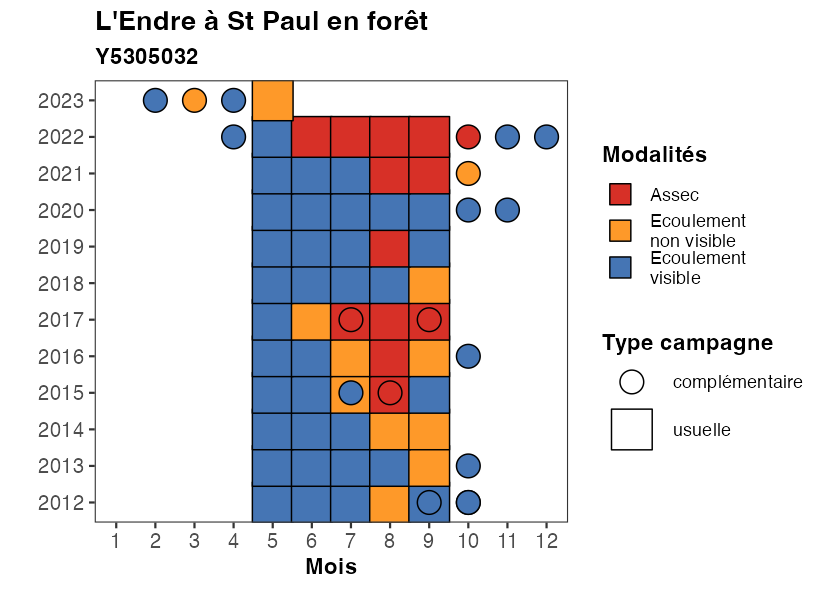 L'Endre à St Paul en forêt
Y5305032
2023
2022
2021
2020
2019
2018
2017
2016
2015
2014
2013
2012
1 2 3 4 5 6 7 8 9 10 11 12
Mois
Modalités
Assec
Ecoulement
non visible
Ecoulement
visible
Type campagne
complémentaire
usuelle